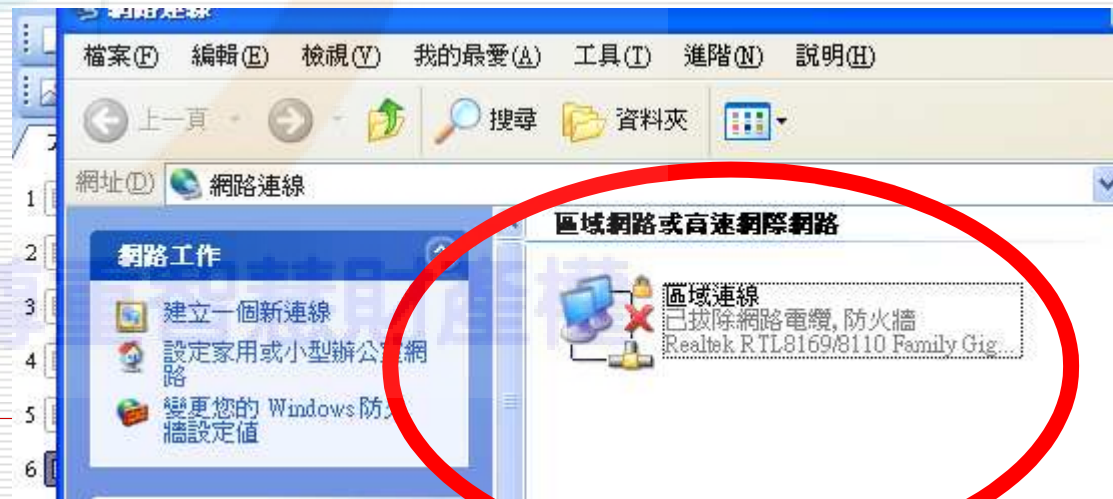 網路連線
檔案(F) 編輯(E) 檢視(V) 我的最愛(A) 工具(T) 進階(N) 說明(H)
上一頁 搜尋 資料夾
網址(D) 網路連線
網路工作
建立一個新連線
設定家用或小型辦公室網
路
變更您的 Windows 防火
牆設定值
區域網路或高速網際網路
區域連線
已拔除網路電纜, 防火牆
Realtek RTL8169/8110 Family Gig...
1
2
3
4
5
6
智慧財產權